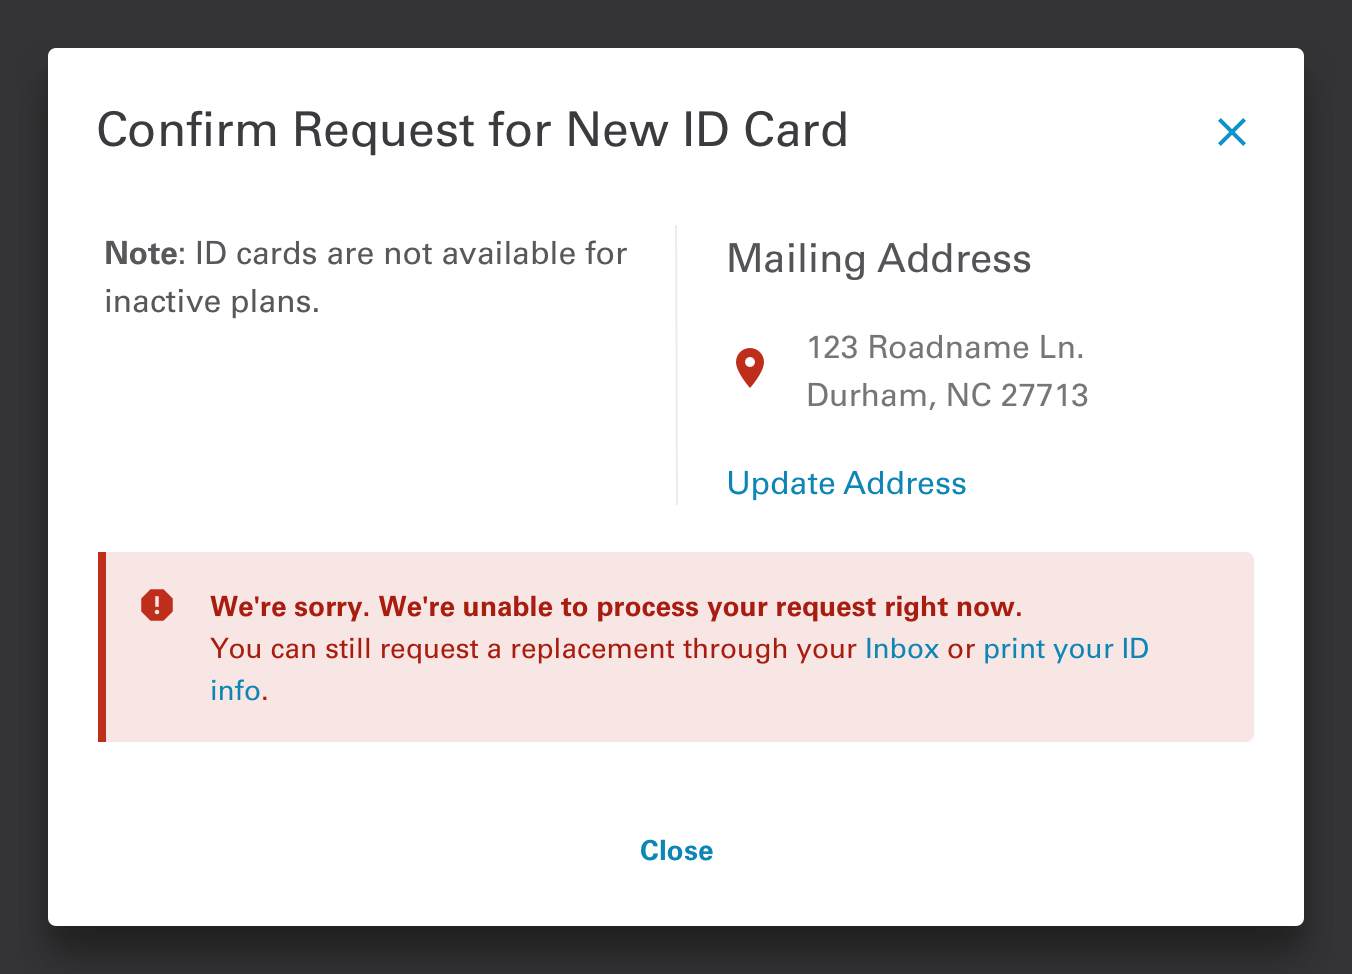 Confirm Request for New ID Card
Note: ID cards are not available for
inactive plans.
Mailing Address
123 Roadname Ln.
Durham, NC 27713
Update Address
We're sorry. We're unable to process your request right now.
You can still request a replacement through your Inbox or print your ID
info.
Close